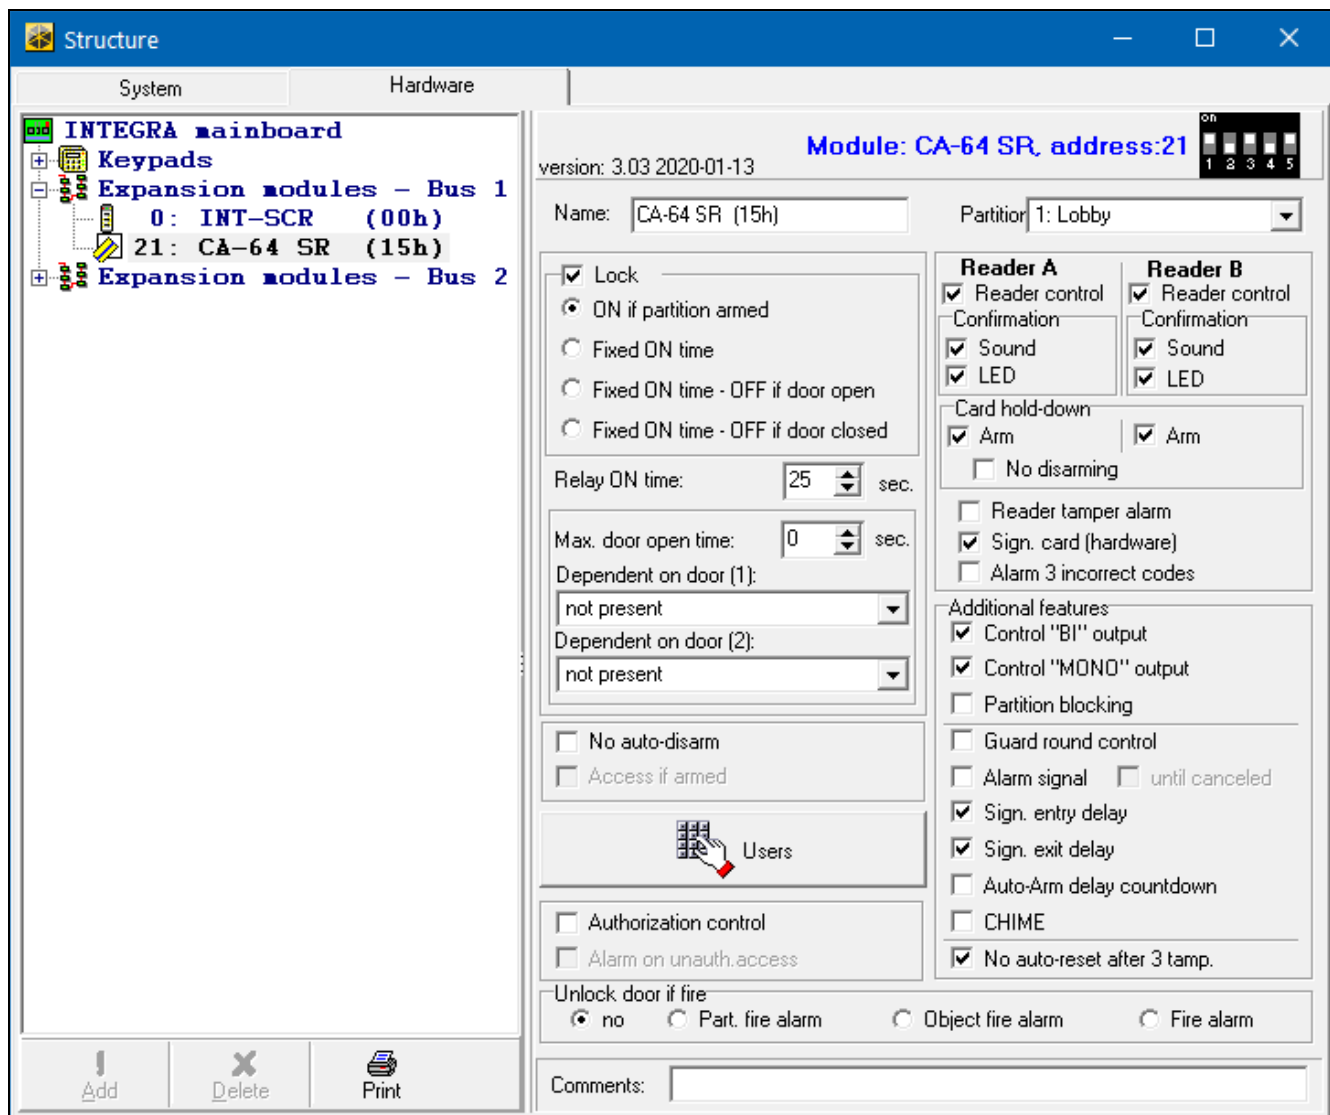 Structure
System
Hardware
INTEGRA mainboard
Keypads
Expansion modules - Bus 1
0: INT-SCR (00h)
21: CA-64 SR (15h)
Expansion modules - Bus 2
Add
Delete
Print
version: 3.03 2020-01-13
Module: CA-64 SR, address:21
on
1 2 3 4 5
Name: CA-64 SR (15h)
Partition 1: Lobby
Lock
ON if partition armed
Fixed ON time
Fixed ON time - OFF if door open
Fixed ON time - OFF if door closed
Relay ON time: 25 sec.
Max. door open time: 0 sec.
Dependent on door (1):
not present
Dependent on door (2):
not present
No auto-disarm
Access if armed
Users
Authorization control
Alarm on unauth.access
Reader A Reader B
Reader control Reader control
Confirmation Confirmation
Sound Sound
LED LED
Card hold-down
Arm Arm
No disarming
Reader tamper alarm
Sign. card (hardware)
Alarm 3 incorrect codes
Additional features
Control "BI" output
Control "MONO" output
Partition blocking
Guard round control
Alarm signal until canceled
Sign. entry delay
Sign. exit delay
Auto-Arm delay countdown
CHIME
No auto-reset after 3 tamp.
Unlock door if fire
no Part. fire alarm Object fire alarm Fire alarm
Comments: